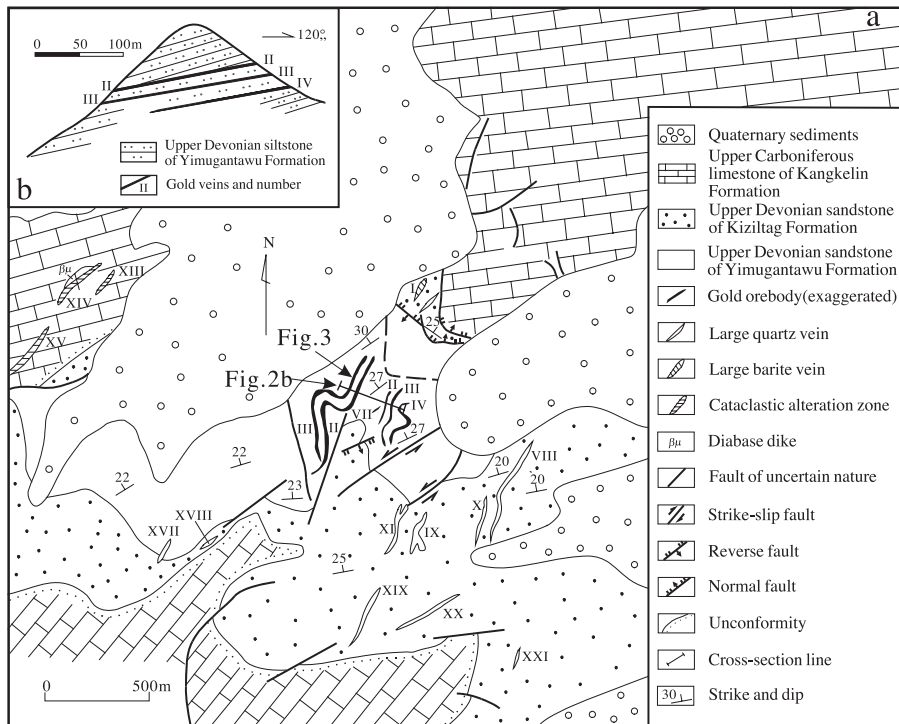 a
0 50 100m
120°
II
II
III
III
IV
Upper Devonian siltstone
of Yimugantawu Formation
II
Gold veins and number
b
Quaternary sediments
Upper Carboniferous
limestone of Kangkelin
Formation
Upper Devonian sandstone
of Kiziltag Formation
Upper Devonian sandstone
of Yimugantawu Formation
Gold orebody(exaggerated)
Large quartz vein
Large barite vein
Cataclastic alteration zone
βμ
Diabase dike
Fault of uncertain nature
Strike-slip fault
Reverse fault
Normal fault
Unconformity
Cross-section line
30
Strike and dip
N
βμ
XIII
XIV
XV
I
25
30
Fig.3
Fig.2b
27
II
III
IV
VII
III
II
27
22
22
23
20
VIII
20
X
XI
IX
XVIII
XVII
25
XIX
XX
XXI
0 500m